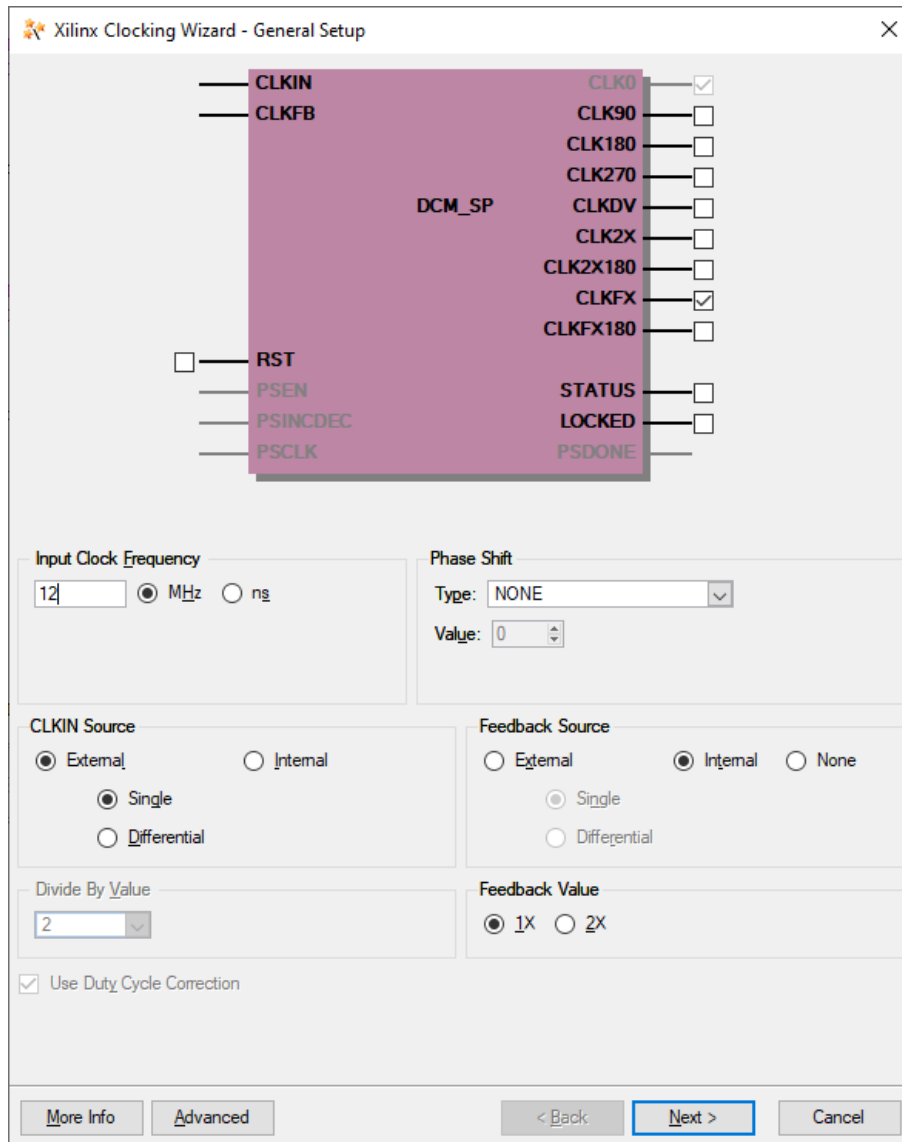 Xilinx Clocking Wizard - General Setup
CLKIN CLK0
CLKFB CLK90
CLK180
CLK270
DCM_SP CLKDV
CLK2X
CLK2X180
CLKFX
CLKFX180
RST
PSEN STATUS
PSINCDEC LOCKED
PSCLK PSDONE
Input Clock Frequency Phase Shift
12 MHz ns Type: NONE
Value: 0
CLKIN Source Feedback Source
External Internal External Internal None
Single Single
Differential Differential
Divide By Value Feedback Value
2 1X 2X
Use Duty Cycle Correction
More Info Advanced < Back Next > Cancel